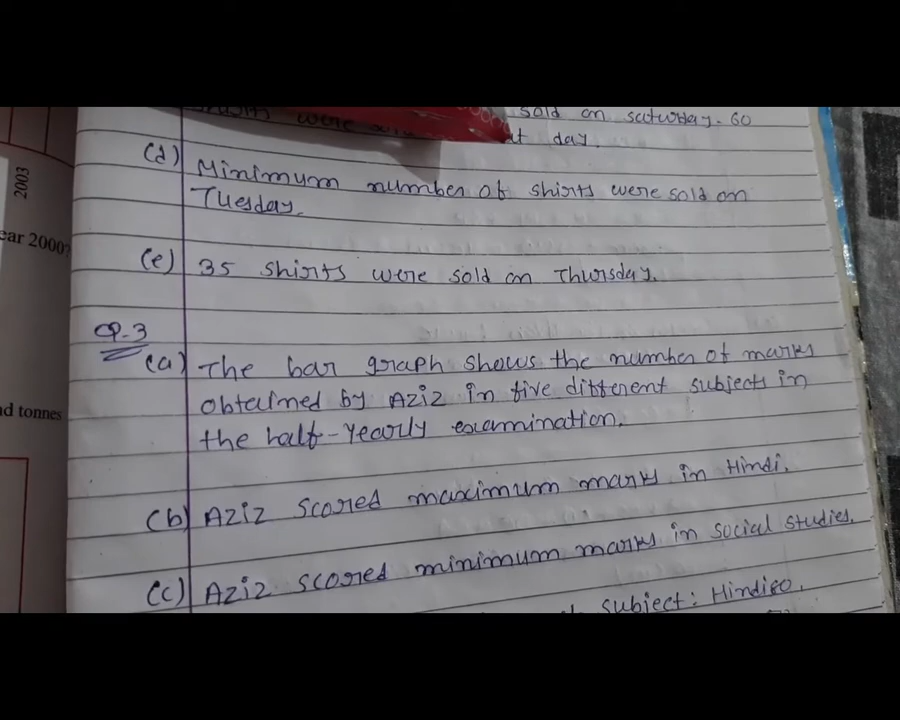 sold on saturday-60
day.
(d) Minimum number of shirts were sold on
Tuesday.
(e) 35 shirts were sold on Thursday.
Q.3
(a) The bar graph shows the number of marks
obtained by Aziz in five different subjects in
the half-yearly examination.
(b) Aziz scored maximum marks in Hindi.
(c) Aziz scored minimum marks in social studies.
subject: Hindi60.
2003
ear 2000?
d tonnes